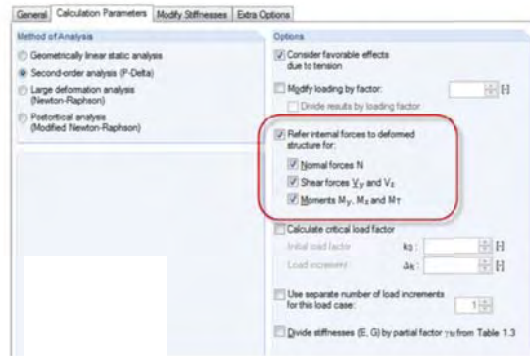 General Calculation Parameters Modify Stiffnesses Extra Options
Method of Analysis
Geometrically linear static analysis
Second-order analysis (P-Delta)
Large deformation analysis
(Newton-Raphson)
Postcritical analysis
(Modified Newton-Raphson)
Options
Consider favorable effects
due to tension
Modify loading by factor: [-]
Divide results by loading factor
Refer internal forces to deformed
structure for:
Normal forces N
Shear forces Vy and Vz
Moments My, Mz and MT
Calculate critical load factor
Initial load factor k0 : [-]
Load increment Δk : [-]
Use separate number of load increments
for this load case: 1
Divide stiffnesses (E, G) by partial factor γM from Table 1.3